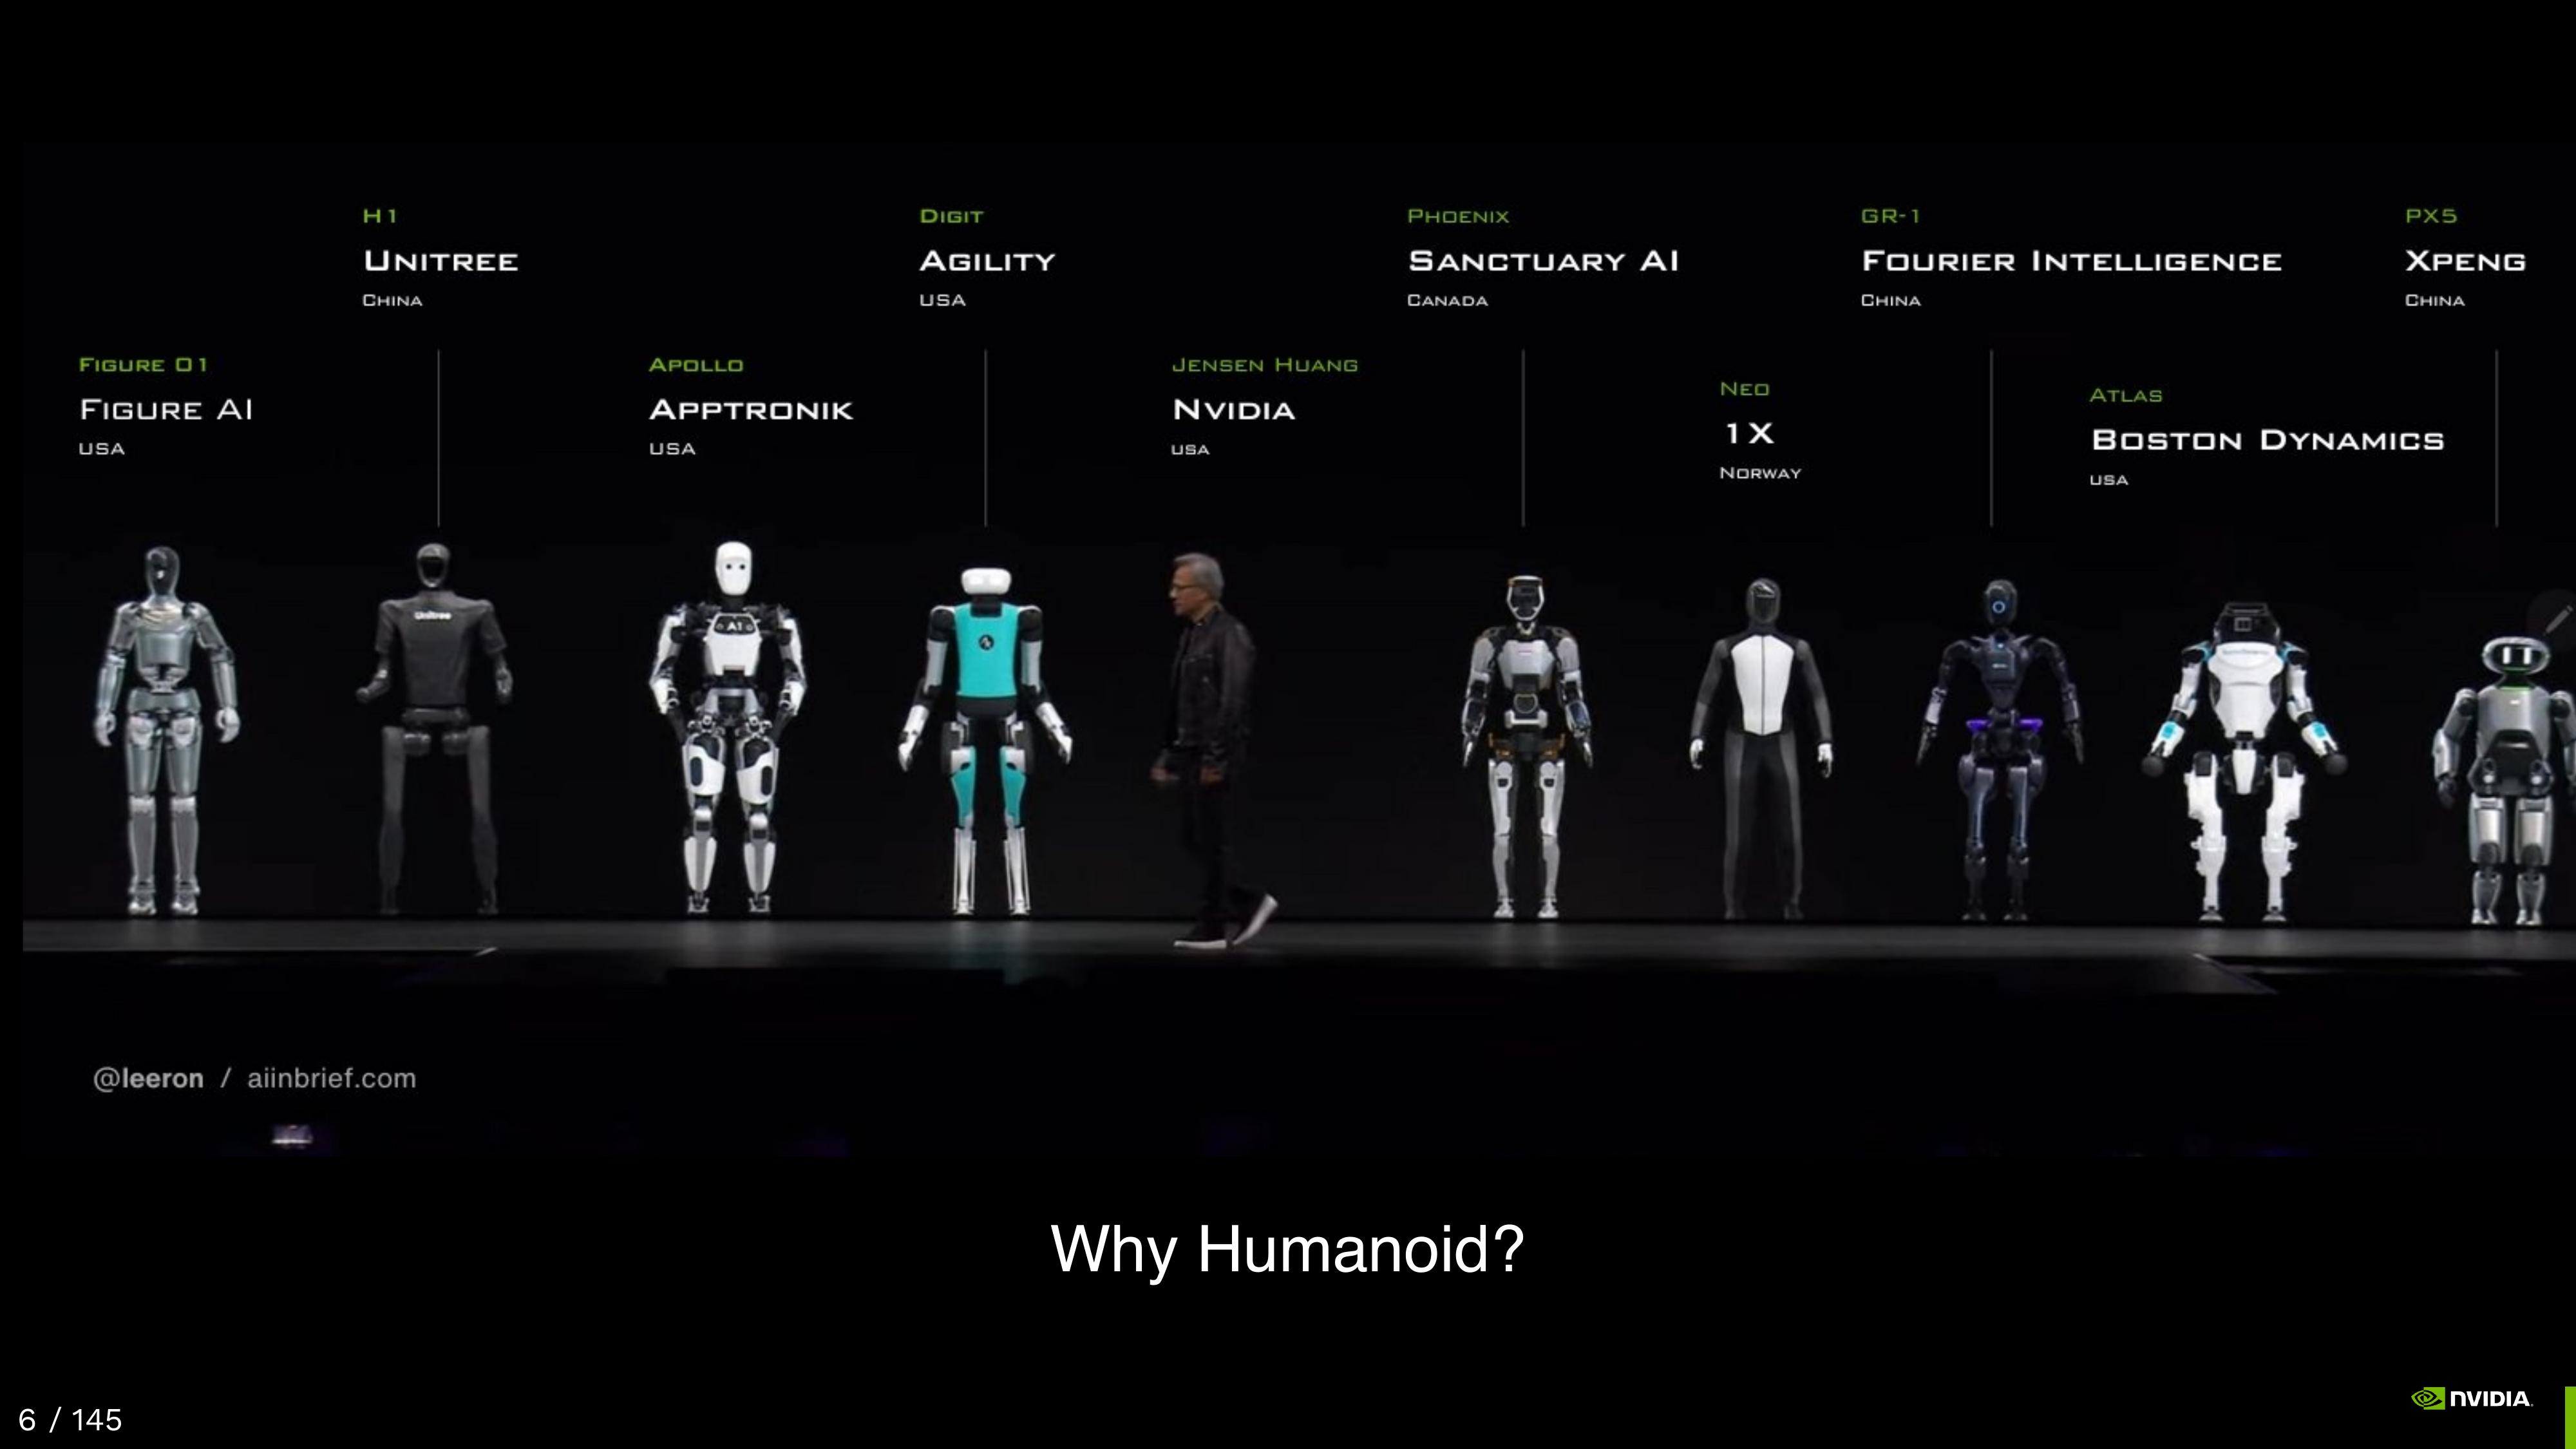 H1
UNITREE
CHINA
DIGIT
AGILITY
USA
PHOENIX
SANCTUARY AI
CANADA
GR-1
FOURIER INTELLIGENCE
CHINA
PX5
XPENG
CHINA
FIGURE 01
FIGURE AI
USA
APOLLO
APPTRONIK
USA
JENSEN HUANG
NVIDIA
USA
NEO
1X
NORWAY
ATLAS
BOSTON DYNAMICS
USA
Unitree
A1
@leeron / aiinbrief.com
Why Humanoid?
6 / 145
NVIDIA.